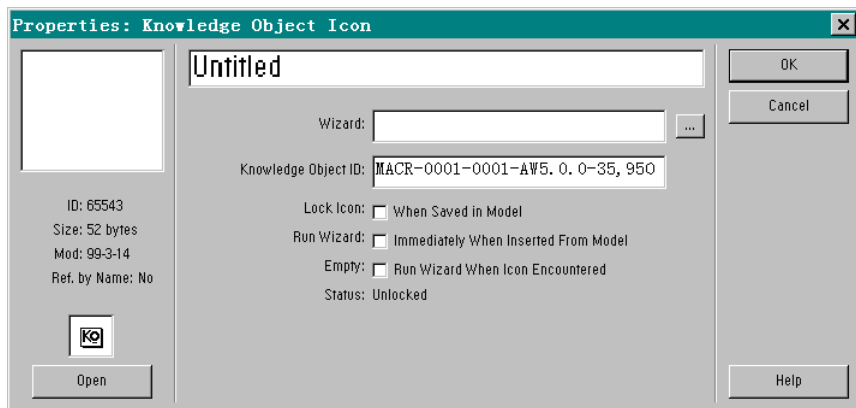 Properties: Knowledge Object Icon
Untitled
OK
Cancel
Wizard:
...
Knowledge Object ID: MACR-0001-0001-AW5.0.0-35,950
Lock Icon: When Saved in Model
Run Wizard: Immediately When Inserted From Model
Empty: Run Wizard When Icon Encountered
Status: Unlocked
ID: 65543
Size: 52 bytes
Mod: 99-3-14
Ref. by Name: No
KO
Open
Help